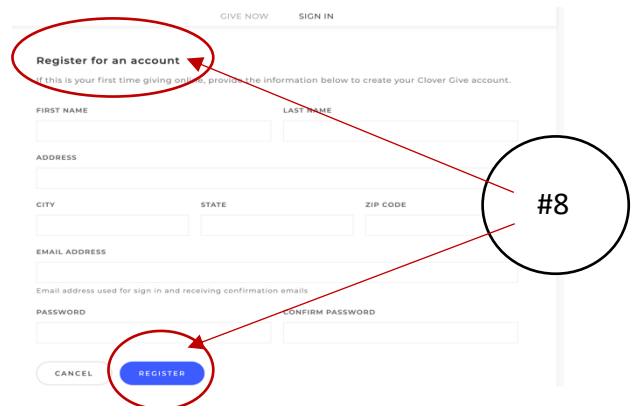 GIVE NOW SIGN IN
Register for an account
If this is your first time giving online, provide the information below to create your Clover Give account.
FIRST NAME LAST NAME
ADDRESS
CITY STATE ZIP CODE
#8
EMAIL ADDRESS
Email address used for sign in and receiving confirmation emails
PASSWORD CONFIRM PASSWORD
CANCEL REGISTER